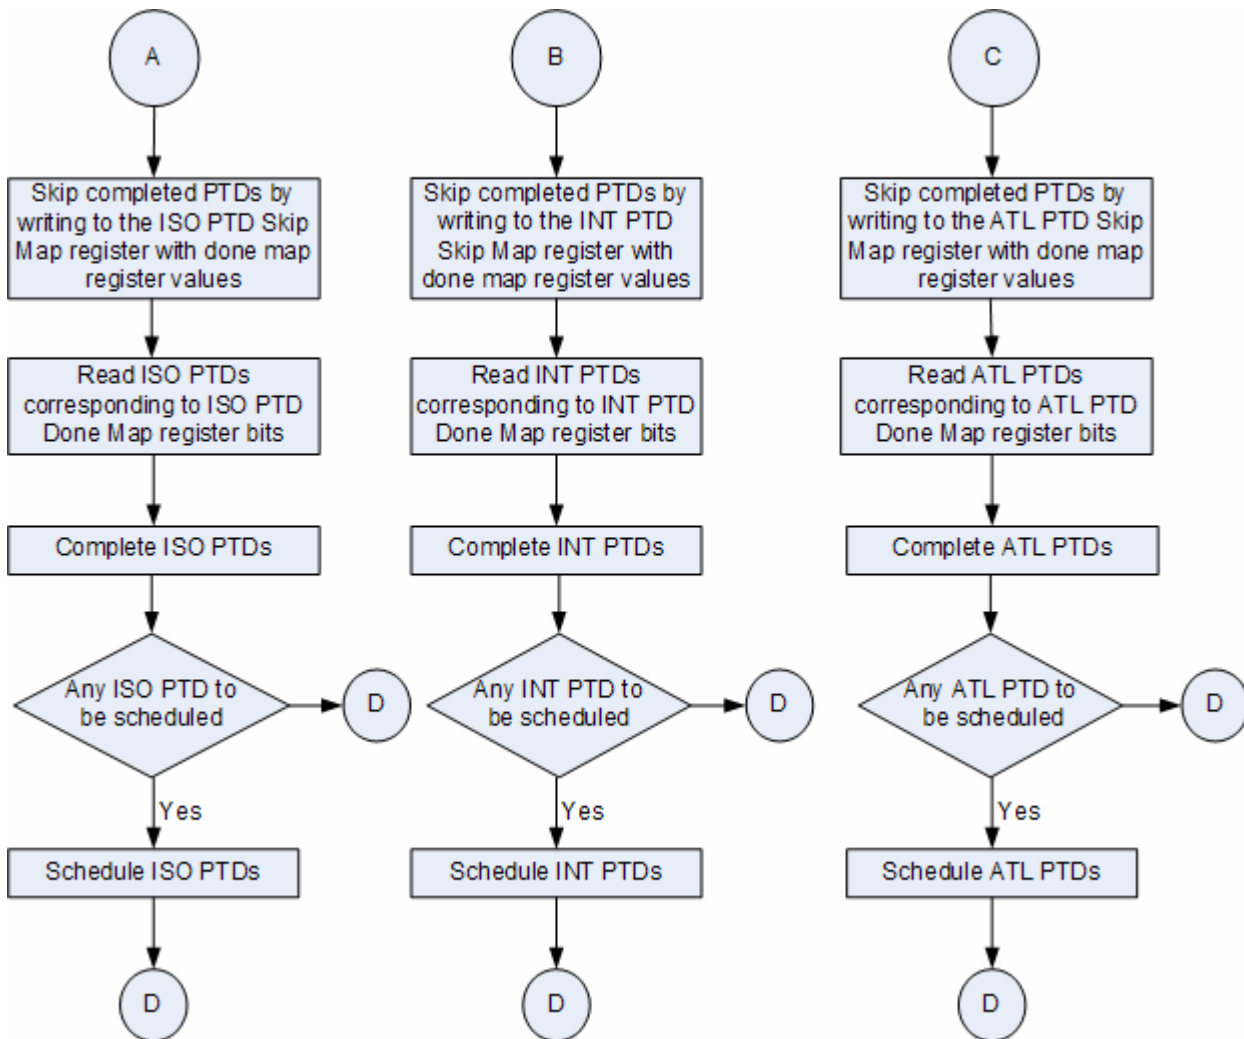 A
Skip completed PTDs by
writing to the ISO PTD Skip
Map register with done map
register values
Read ISO PTDs
corresponding to ISO PTD
Done Map register bits
Complete ISO PTDs
Any ISO PTD to
be scheduled
D
Yes
Schedule ISO PTDs
D
B
Skip completed PTDs by
writing to the INT PTD
Skip Map register with
done map register values
Read INT PTDs
corresponding to INT PTD
Done Map register bits
Complete INT PTDs
Any INT PTD to
be scheduled
D
Yes
Schedule INT PTDs
D
C
Skip completed PTDs by
writing to the ATL PTD Skip
Map register with done map
register values
Read ATL PTDs
corresponding to ATL PTD
Done Map register bits
Complete ATL PTDs
Any ATL PTD to
be scheduled
D
Yes
Schedule ATL PTDs
D